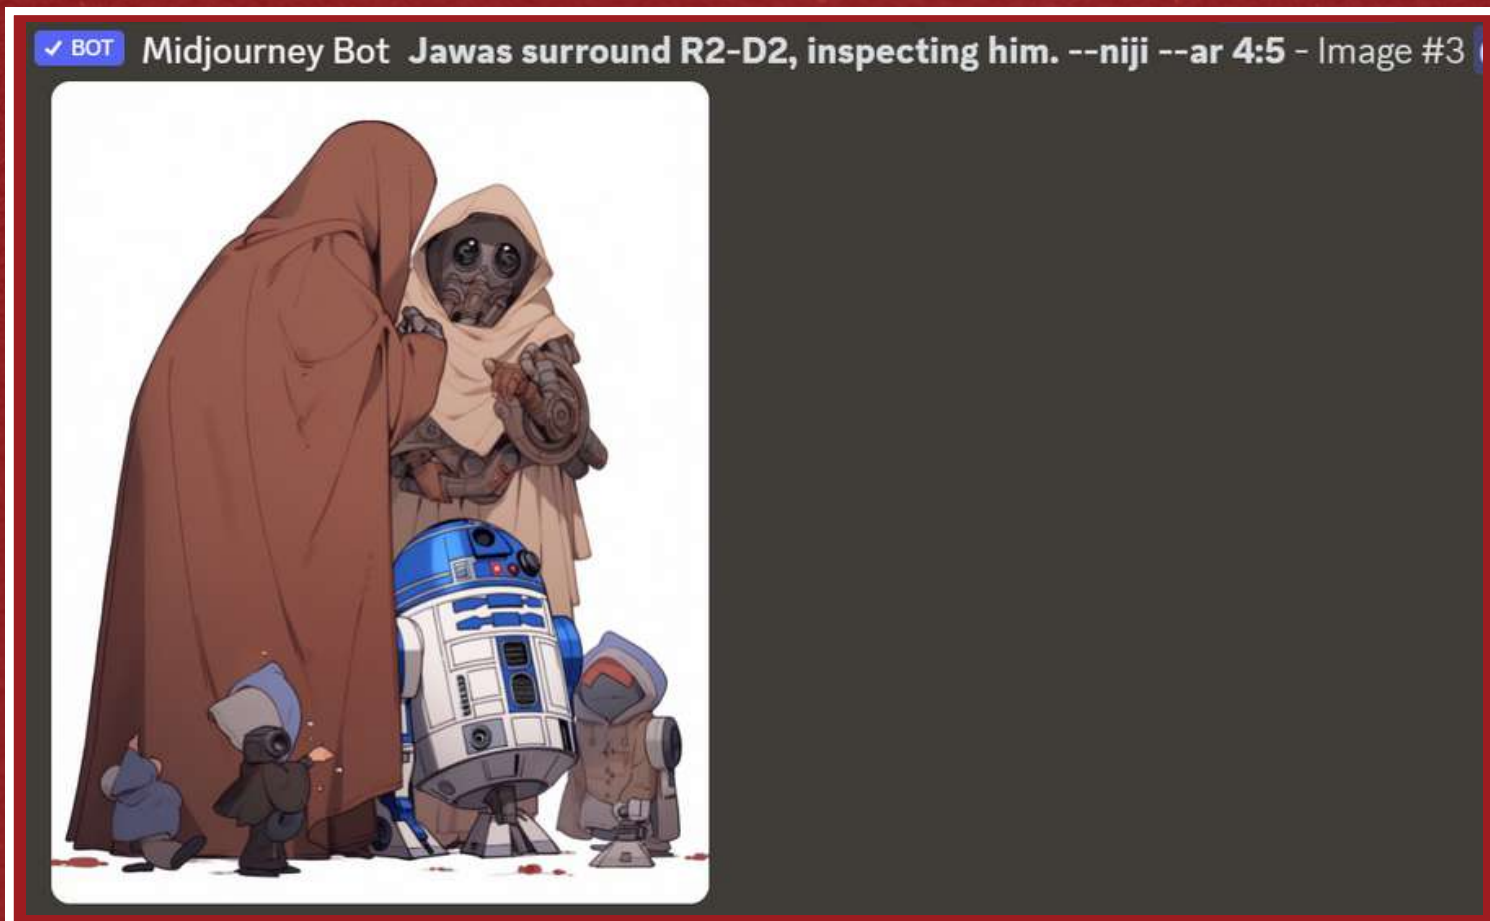 ✓ BOT Midjourney Bot Jawas surround R2-D2, inspecting him. --niji --ar 4:5 - Image #3